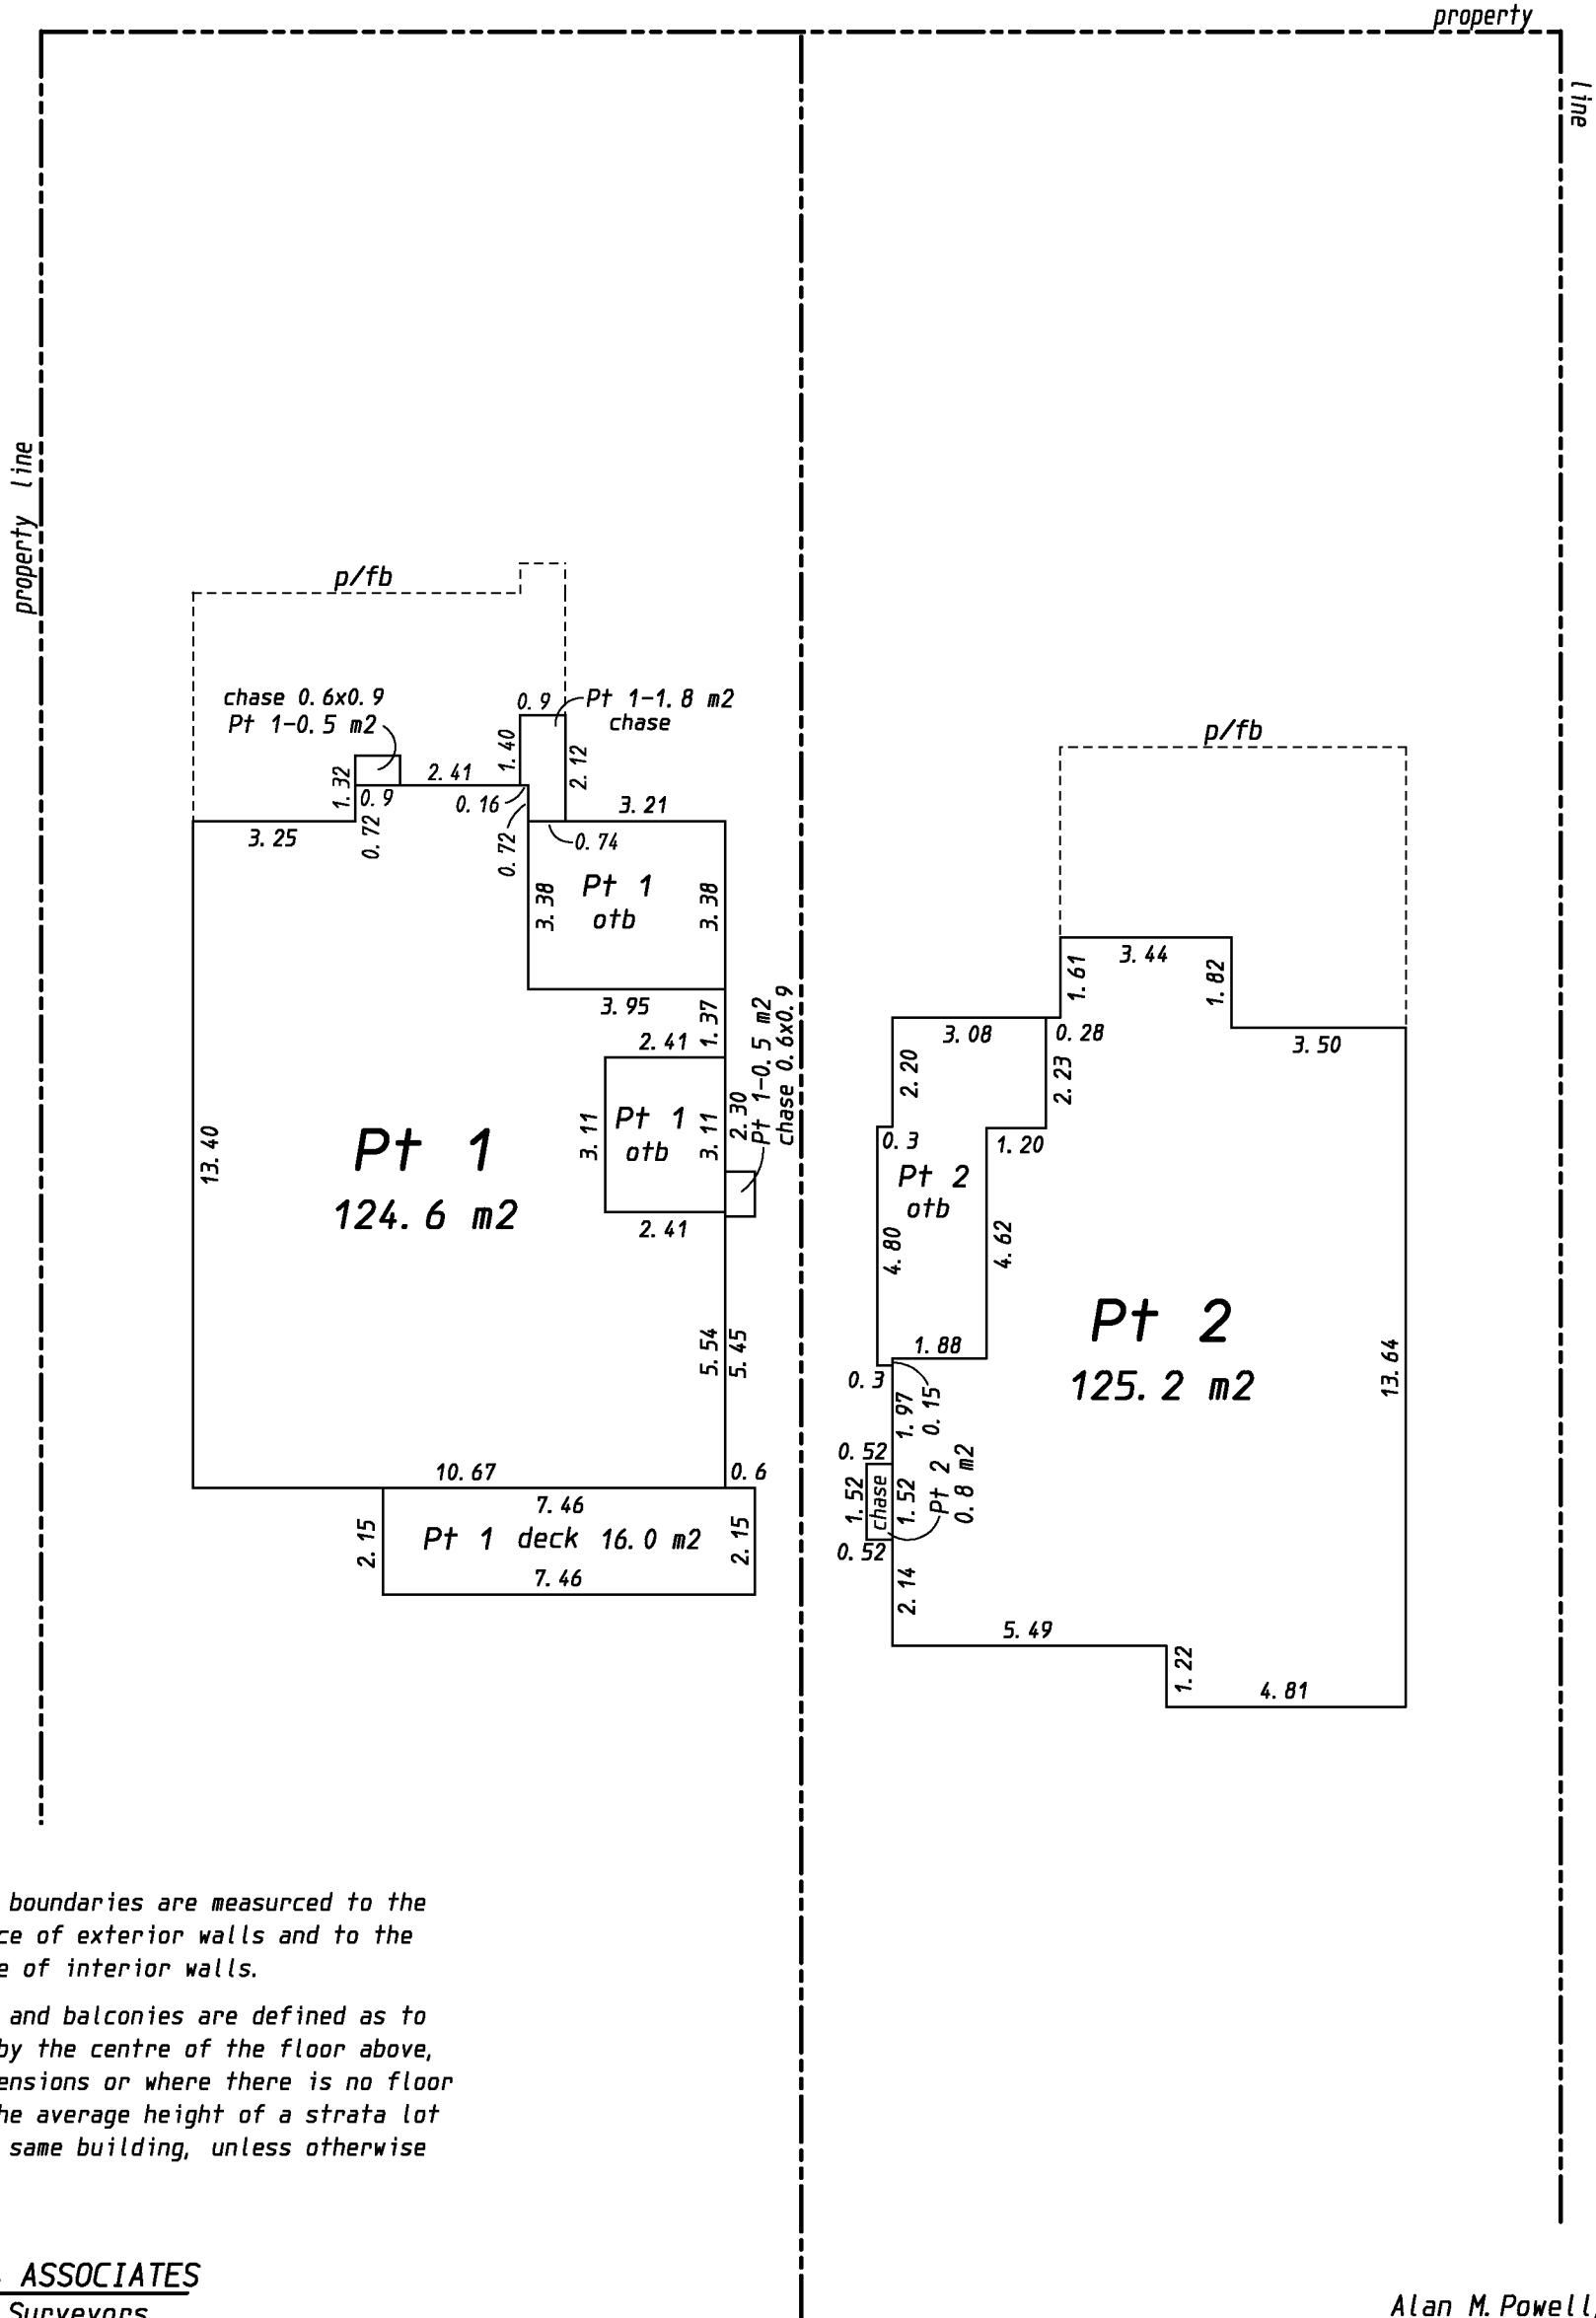 property
line
property line
p/fb
chase 0.6x0.9
Pt 1-0.5 m2
0.9
Pt 1-1.8 m2
chase
1.40
2.12
1.32
0.9
2.41
0.16
3.21
0.72
3.25
0.72
0.74
3.38
Pt 1
otb
3.38
3.95
1.37
2.41
Pt 1-0.5 m2
chase 0.6x0.9
2.30
3.11
Pt 1
otb
3.11
2.41
13.40
Pt 1
124.6 m2
5.54
5.45
10.67
0.6
7.46
2.15
Pt 1 deck 16.0 m2
2.15
7.46
p/fb
3.44
1.61
1.82
3.08
0.28
3.50
2.20
2.23
0.3
1.20
Pt 2
otb
4.80
4.62
Pt 2
125.2 m2
13.64
1.88
0.3
1.97
0.15
0.52
1.52
chase
1.52
Pt 2
0.8 m2
0.52
2.14
5.49
1.22
4.81
boundaries are measurced to the
ce of exterior walls and to the
e of interior walls.
and balconies are defined as to
by the centre of the floor above,
ensions or where there is no floor
he average height of a strata lot
same building, unless otherwise
ASSOCIATES
Surveyors
Alan M. Powell,